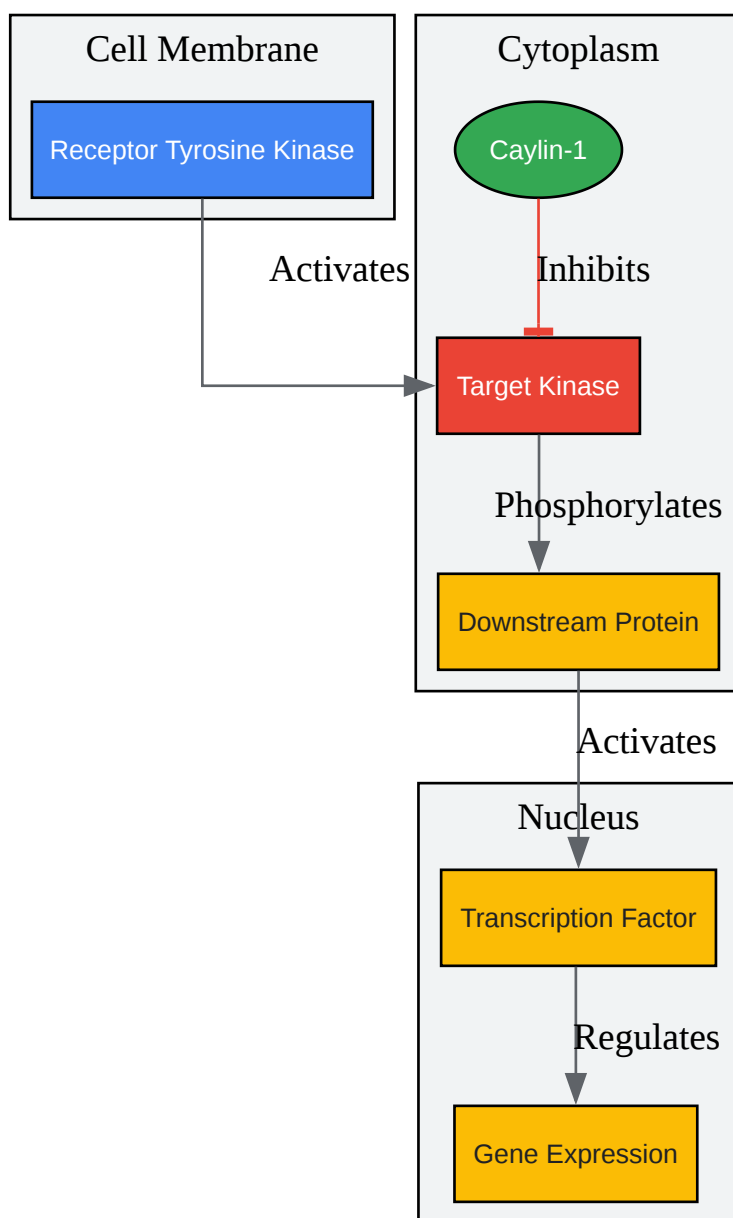 Cell Membrane
Receptor Tyrosine Kinase
Cytoplasm
Caylin-1
Activates
Inhibits
Target Kinase
Phosphorylates
Downstream Protein
Activates
Nucleus
Transcription Factor
Regulates
Gene Expression